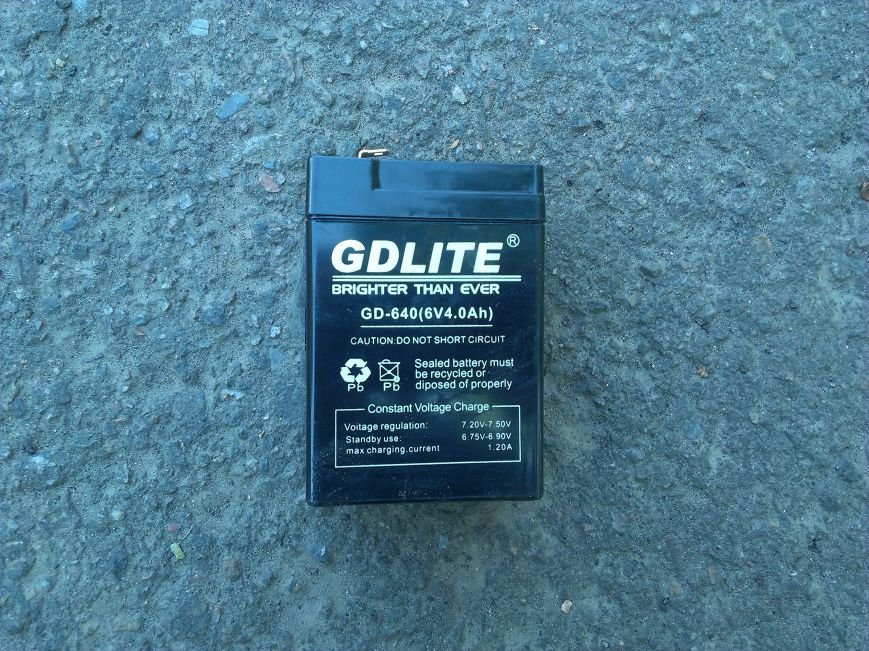 GDLITE®
BRIGHTER THAN EVER
GD-640(6V4.0Ah)
CAUTION:DO NOT SHORT CIRCUIT
Pb Pb
Sealed battery must
be recycled or
diposed of properly
Constant Voltage Charge
Voltage regulation: 7.20V-7.50V
Standby use: 6.75V-6.90V
max charging.current 1.20A